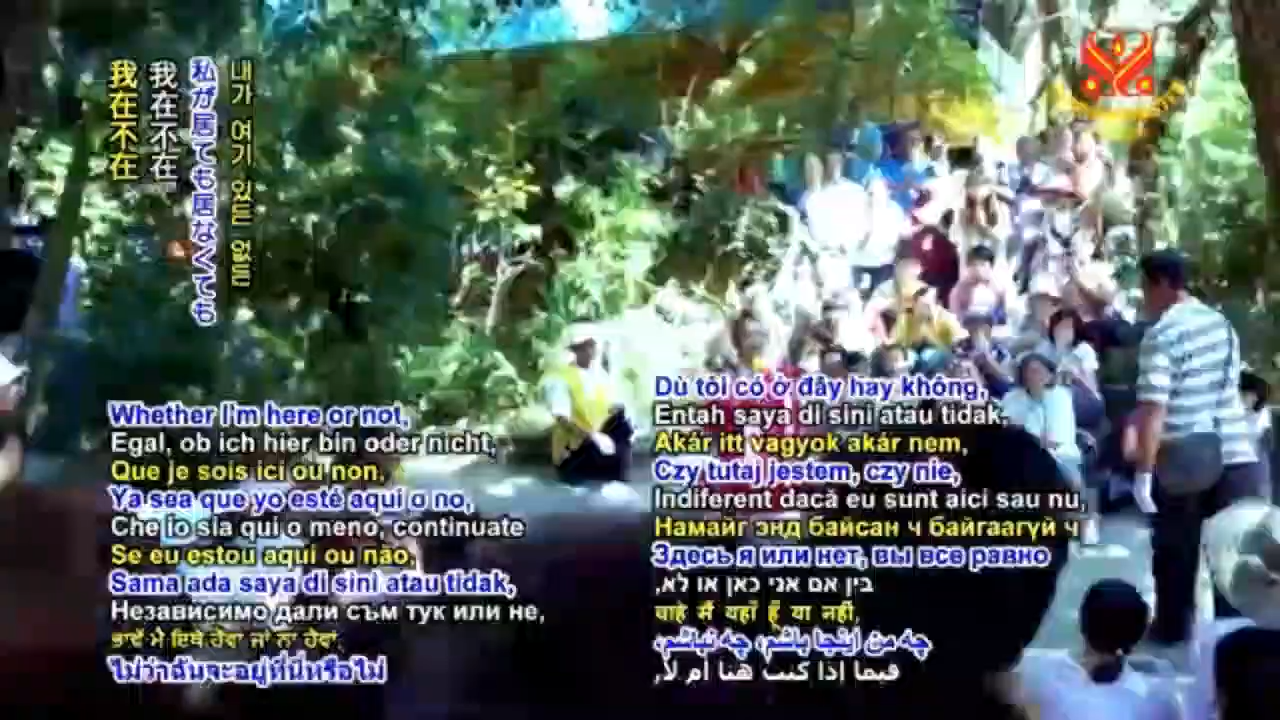 我在不在
我在不在
私が居ても居なくても
내가 여기 있든 없든
Whether I'm here or not,
Egal, ob ich hier bin oder nicht,
Que je sois ici ou non,
Ya sea que yo esté aquí o no,
Che io sia qui o meno, continuate
Se eu estou aqui ou não,
Sama ada saya di sini atau tidak,
Независимо дали съм тук или не,
ਭਾਵੇਂ ਮੈ ਇਥੇ ਹੋਵਾਂ ਜਾਂ ਨਾ ਹੋਵਾਂ,
ไม่ว่าฉันจะอยู่ที่นี่หรือไม่
Dù tôi có ở đây hay không,
Entah saya di sini atau tidak,
Akár itt vagyok akár nem,
Czy tutaj jestem, czy nie,
Indiferent dacă eu sunt aici sau nu,
Намайг энд байсан ч байгаагүй ч
Здесь я или нет, вы все равно
בין אם אני כאן או לא,
चाहे मैं यहाँ हूँ या नहीं,
چه من اینجا باشم، چه نباشم،
فيما إذا كنت هنا أم لا,